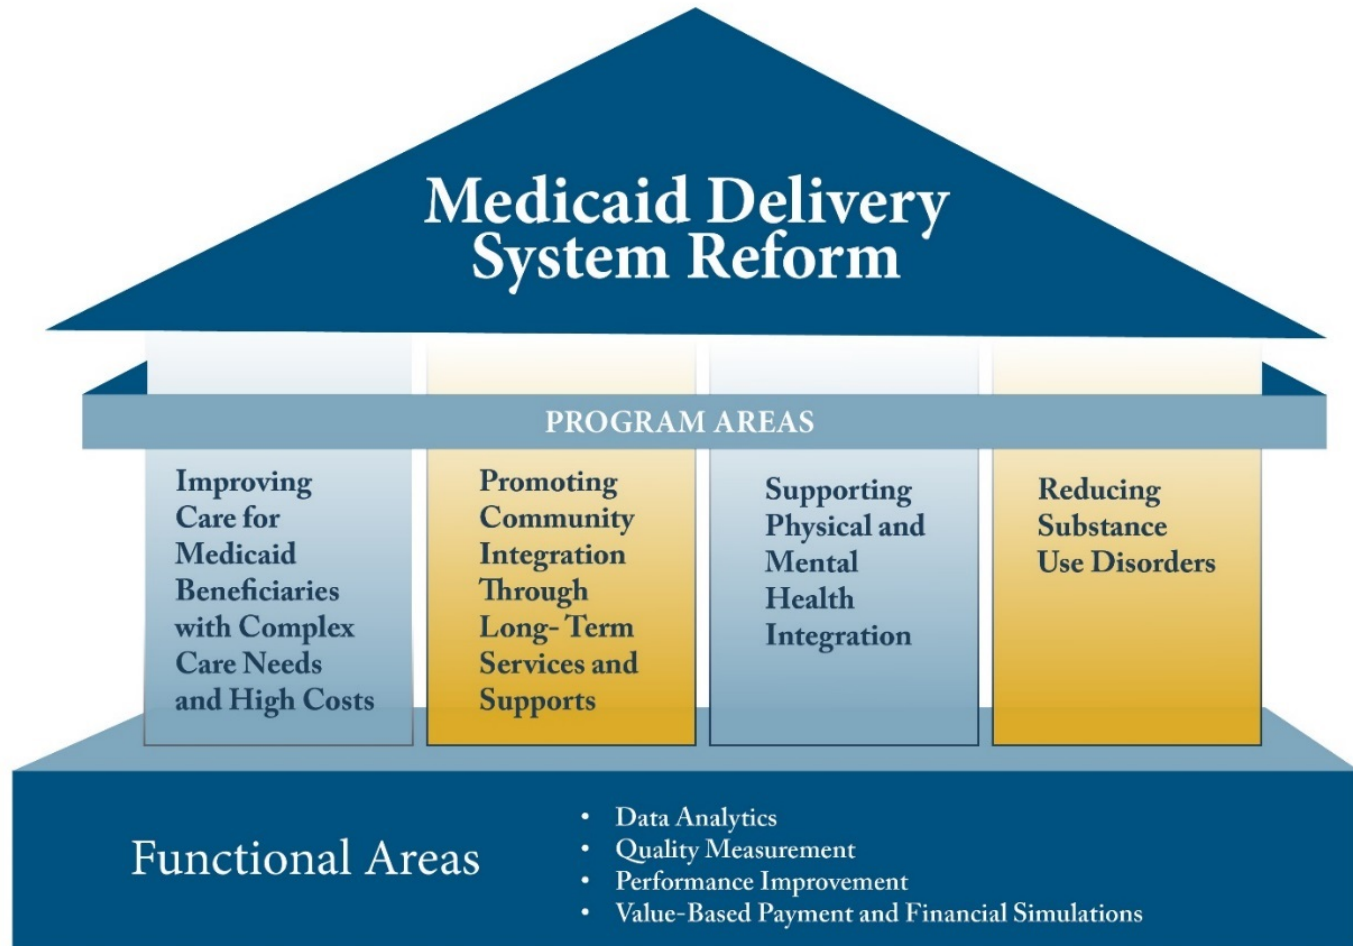 Medicaid Delivery
System Reform
PROGRAM AREAS
Improving
Care for
Medicaid
Beneficiaries
with Complex
Care Needs
and High Costs
Promoting
Community
Integration
Through
Long- Term
Services and
Supports
Supporting
Physical and
Mental
Health
Integration
Reducing
Substance
Use Disorders
Functional Areas
• Data Analytics
• Quality Measurement
• Performance Improvement
• Value-Based Payment and Financial Simulations